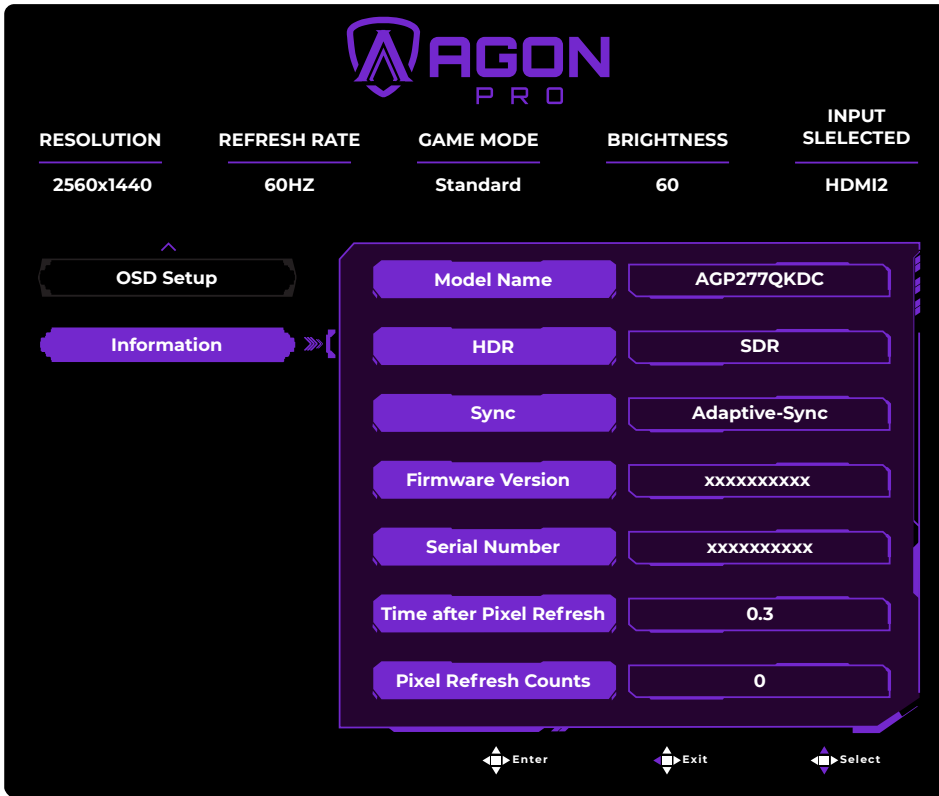 AGON
PRO
RESOLUTION
REFRESH RATE
GAME MODE
BRIGHTNESS
INPUT
SLELECTED
2560x1440
60HZ
Standard
60
HDMI2
OSD Setup
Information
Model Name
AGP277QKDC
HDR
SDR
Sync
Adaptive-Sync
Firmware Version
xxxxxxxxxx
Serial Number
xxxxxxxxxx
Time after Pixel Refresh
0.3
Pixel Refresh Counts
0
Enter
Exit
Select